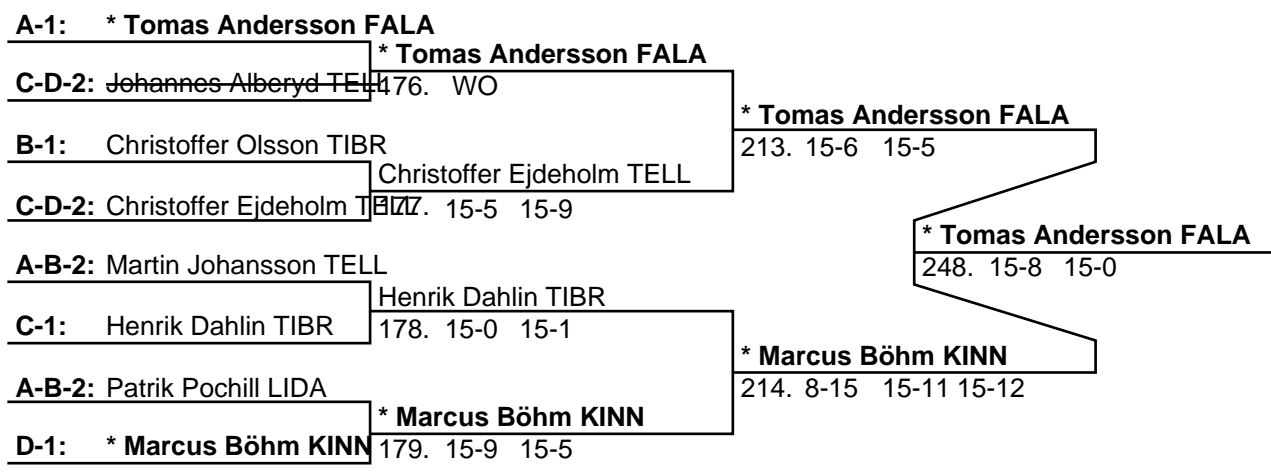 A-1: * Tomas Andersson FALA
* Tomas Andersson FALA
C-D-2: Johannes Alberyd TELL
176. WO
* Tomas Andersson FALA
B-1: Christoffer Olsson TIBR
213. 15-6 15-5
Christoffer Ejdeholm TELL
C-D-2: Christoffer Ejdeholm TELL
177. 15-5 15-9
* Tomas Andersson FALA
A-B-2: Martin Johansson TELL
248. 15-8 15-0
Henrik Dahlin TIBR
C-1: Henrik Dahlin TIBR
178. 15-0 15-1
* Marcus Böhm KINN
A-B-2: Patrik Pochill LIDA
214. 8-15 15-11 15-12
* Marcus Böhm KINN
D-1: * Marcus Böhm KINN
179. 15-9 15-5